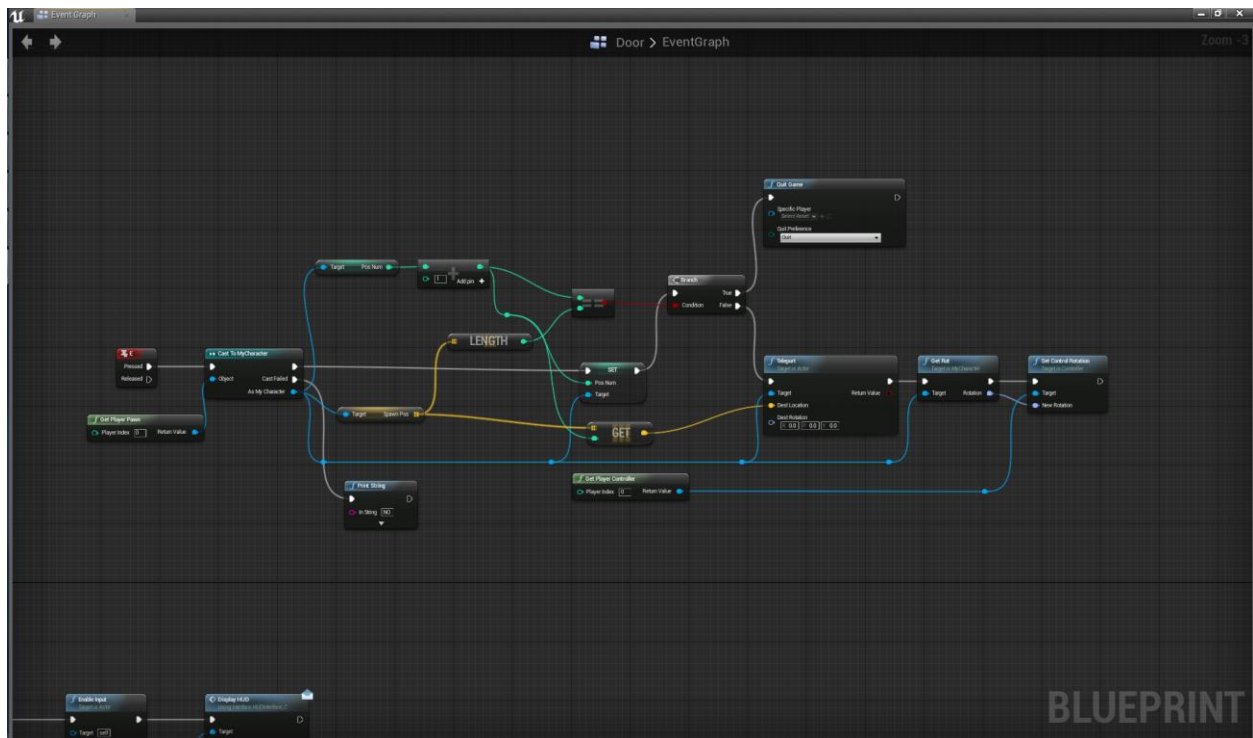 Event Graph
Door > EventGraph
Zoom -3
Quit Game
Specific Player
Select Asset
Quit Preference
Quit
Target Pos Num
1 Add pin +
==
Branch
True
Condition False
LENGTH
E
Pressed
Released
Cast To MyCharacter
Object Cast Failed
As My Character
SET
Pos Num
Target
Teleport
Target is Actor
Target Return Value
Dest Location
Dest Rotation
X 0.0 Y 0.0 Z 0.0
Get Rot
Target is My Character
Target Rotation
Set Control Rotation
Target is Controller
Target
New Rotation
Get Player Pawn
Player Index 0 Return Value
Target Spawn Pos
GET
Get Player Controller
Player Index 0 Return Value
Print String
In String NO
Enable Input
Target is Actor
Target self
Display HUD
Target
BLUEPRINT